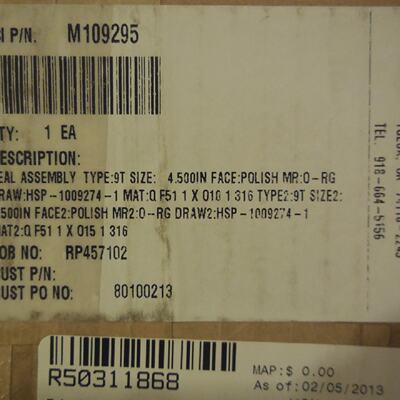 I P/N. M109295
TY: 1 EA
ESCRIPTION:
EAL ASSEMBLY TYPE:9T SIZE: 4.500IN FACE:POLISH MR:O-RG
RAW:HSP-1009274-1 MAT:Q F51 1 X 018 1 316 TYPE2:9T SIZE2:
.500IN FACE2:POLISH MR2:O-RG DRAW2:HSP-1009274-1
MAT2:Q F51 1 X 015 1 316
OB NO: RP457102
UST P/N:
UST PO NO: 80100213
TEL. 918-664-5156
R50311868
MAP:$ 0.00
As of:02/05/2013